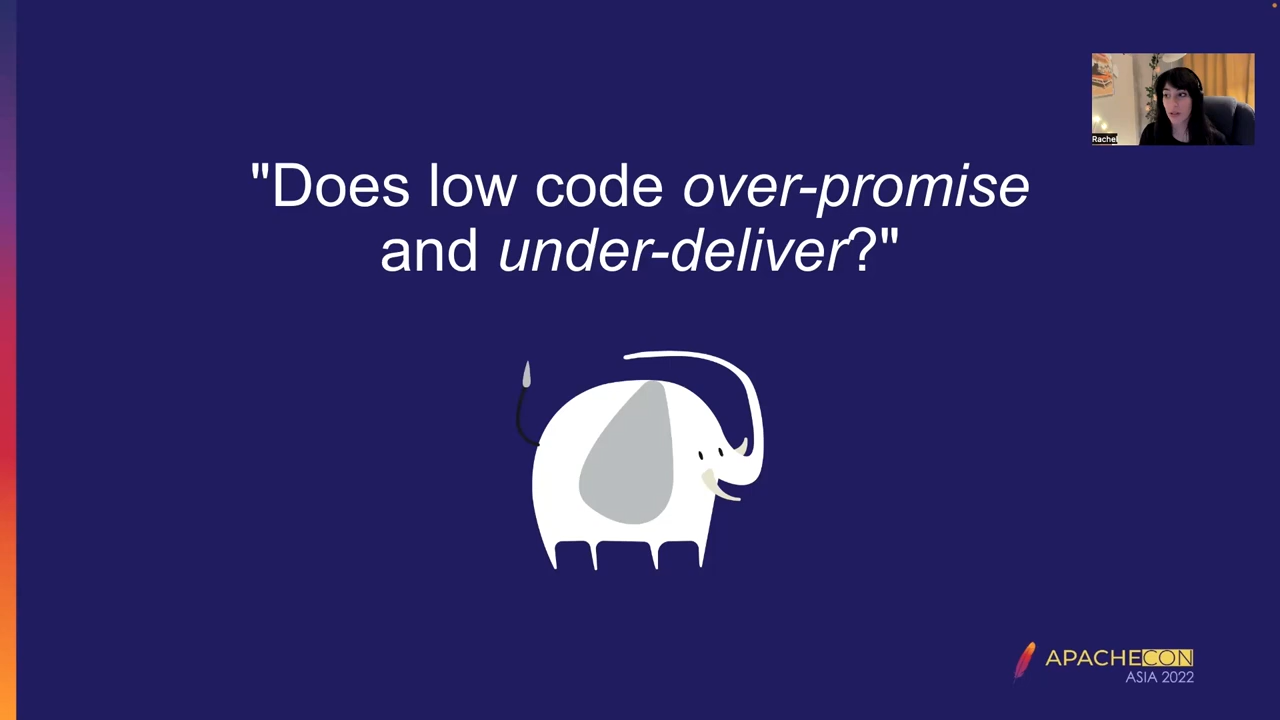 "Does low code over-promise
and under-deliver?"
Rachel
APACHECON
ASIA 2022